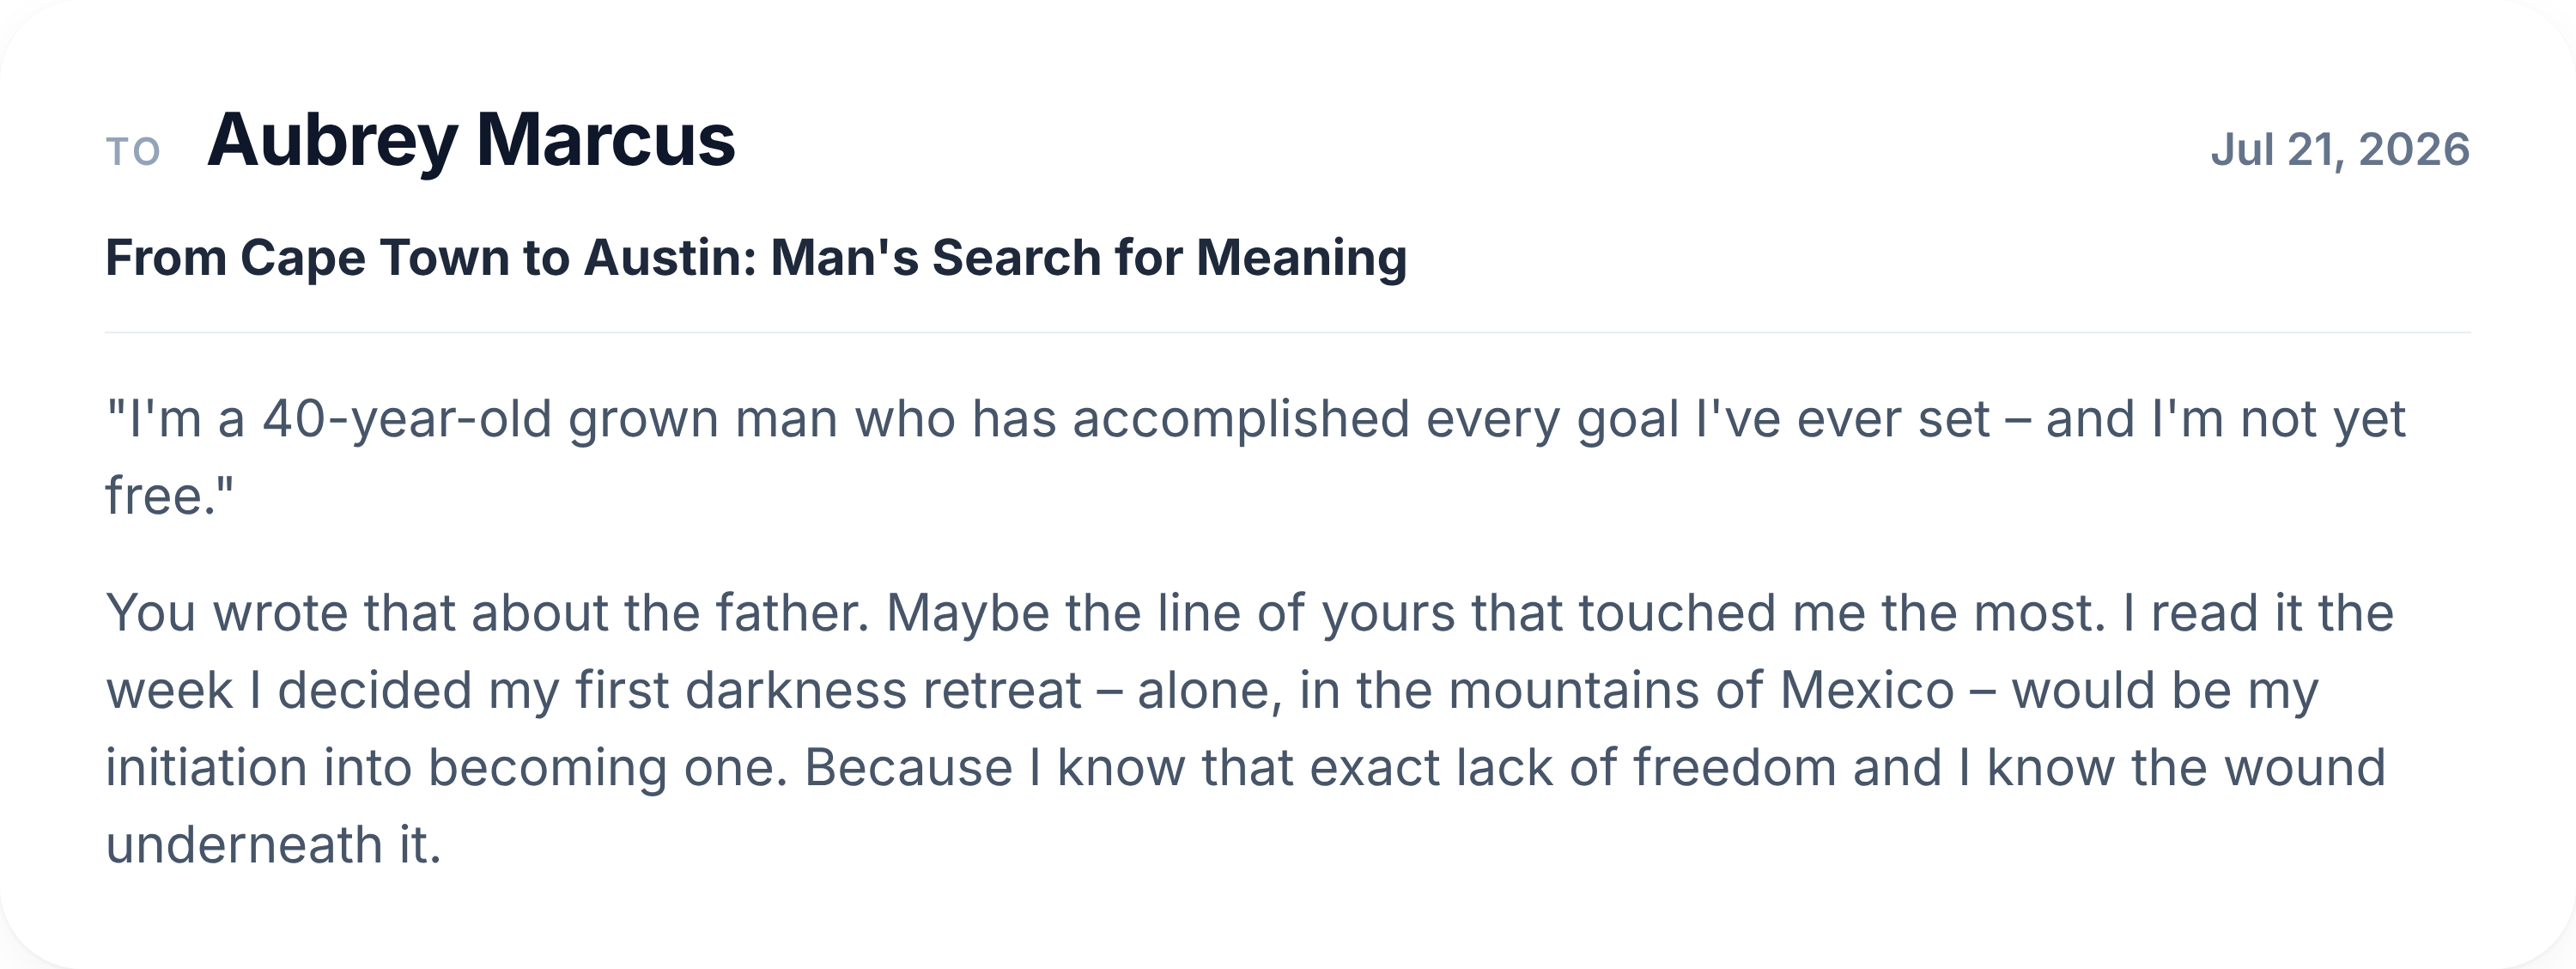 TO Aubrey Marcus Jul 21, 2026
From Cape Town to Austin: Man's Search for Meaning
"I'm a 40-year-old grown man who has accomplished every goal I've ever set – and I'm not yet
free."
You wrote that about the father. Maybe the line of yours that touched me the most. I read it the
week I decided my first darkness retreat – alone, in the mountains of Mexico – would be my
initiation into becoming one. Because I know that exact lack of freedom and I know the wound
underneath it.